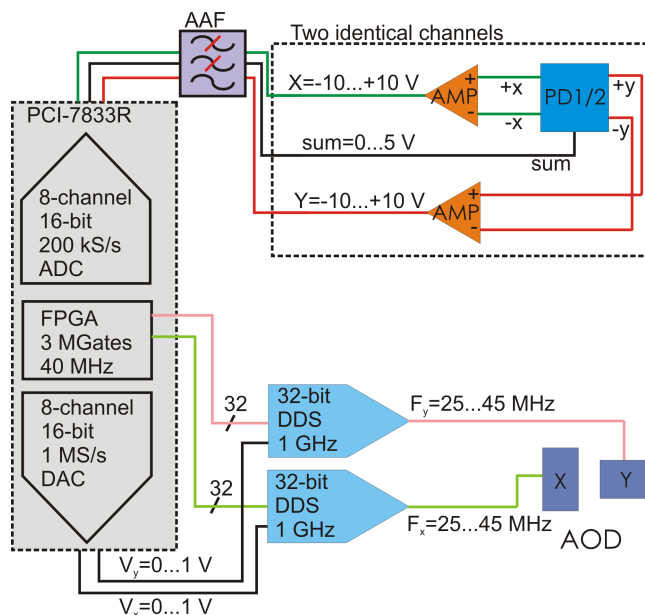 AAF
Two identical channels
PCI-7833R
X=-10...+10 V
AMP
+
-
+x
-x
PD1/2
+y
-y
sum=0...5 V
sum
Y=-10...+10 V
AMP
+
-
8-channel
16-bit
200 kS/s
ADC
FPGA
3 MGates
40 MHz
8-channel
16-bit
1 MS/s
DAC
32
32-bit
DDS
1 GHz
Fy=25...45 MHz
32
32-bit
DDS
1 GHz
Fx=25...45 MHz
X
Y
AOD
Vy=0...1 V
Vx=0...1 V